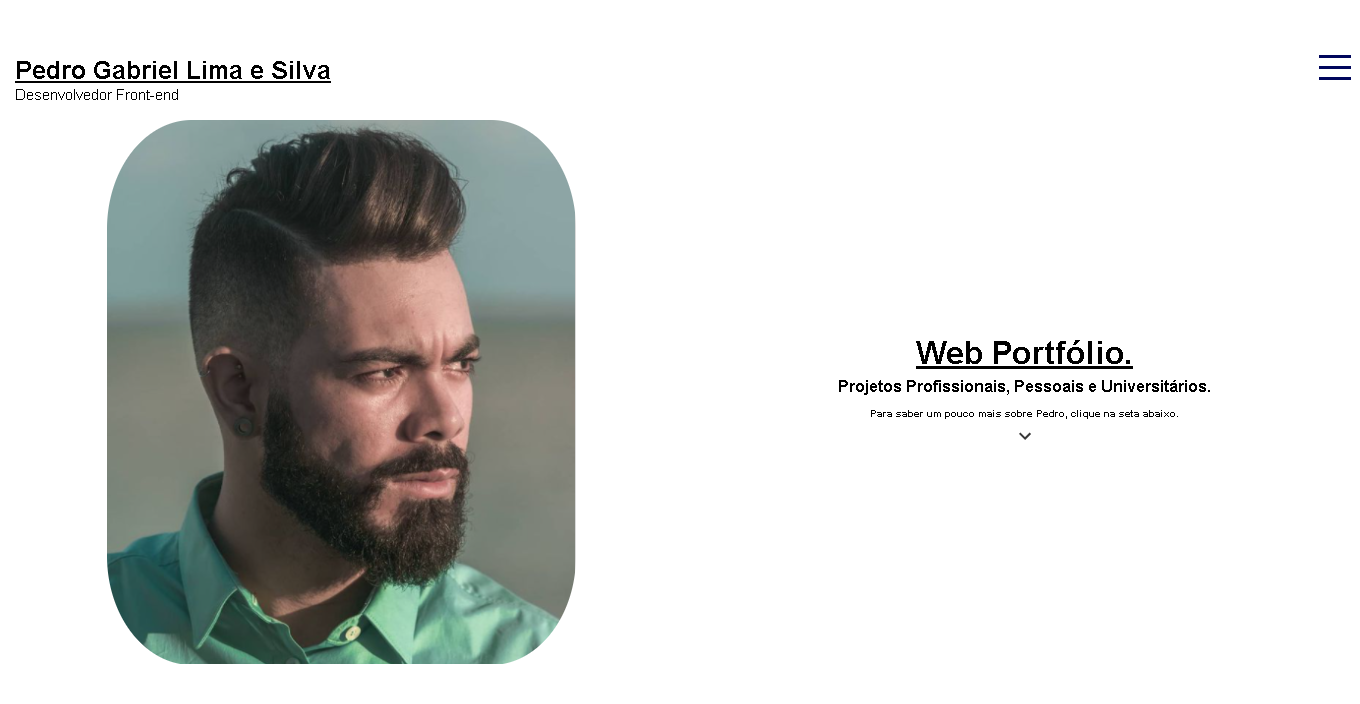 Pedro Gabriel Lima e Silva
Desenvolvedor Front-end
Web Portfólio.
Projetos Profissionais, Pessoais e Universitários.
Para saber um pouco mais sobre Pedro, clique na seta abaixo.